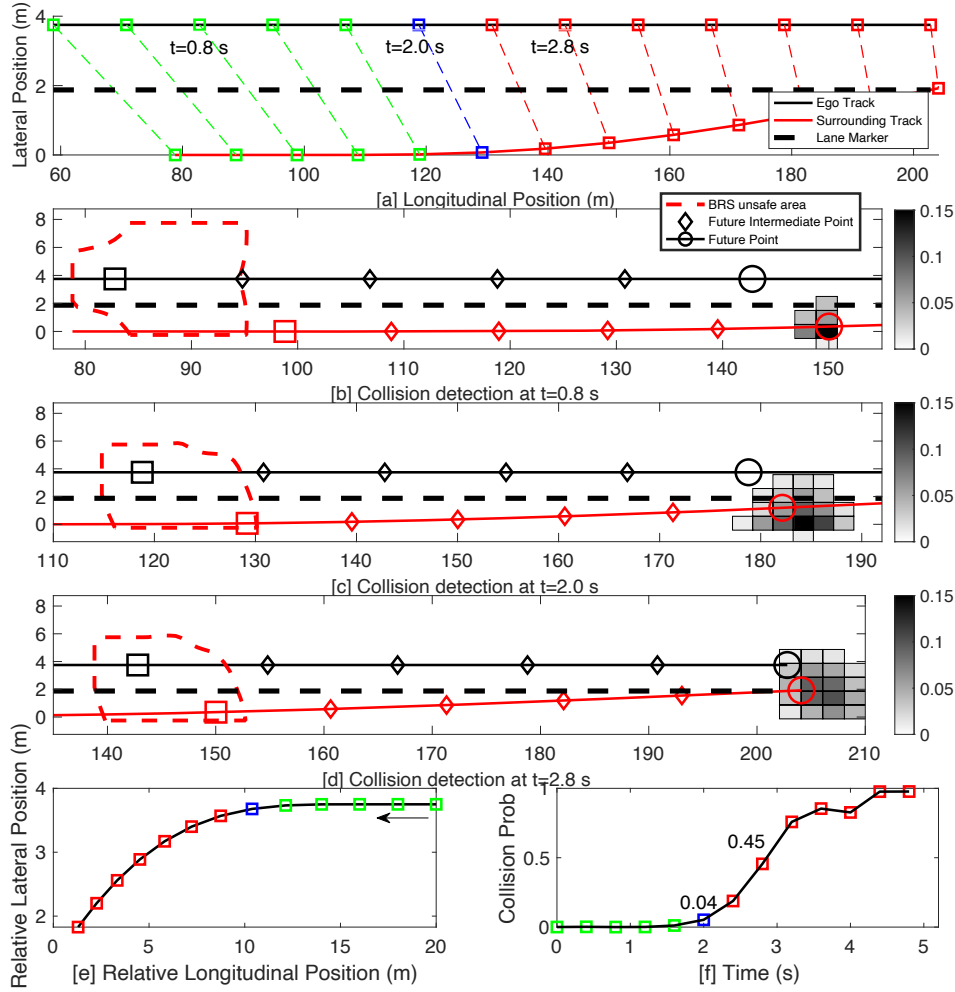 Lateral Position (m)
4
2
0
t=0.8 s
t=2.0 s
t=2.8 s
Ego Track
Surrounding Track
Lane Marker
60 80 100 120 140 160 180 200
[a] Longitudinal Position (m)
BRS unsafe area
Future Intermediate Point
Future Point
8
6
4
2
0
0.15
0.1
0.05
0
80 90 100 110 120 130 140 150
[b] Collision detection at t=0.8 s
8
6
4
2
0
0.15
0.1
0.05
0
110 120 130 140 150 160 170 180 190
[c] Collision detection at t=2.0 s
8
6
4
2
0
0.15
0.1
0.05
0
140 150 160 170 180 190 200 210
[d] Collision detection at t=2.8 s
Relative Lateral Position (m)
4
3
2
0 5 10 15 20
[e] Relative Longitudinal Position (m)
Collision Prob
1
0.5
0
0.45
0.04
0 1 2 3 4 5
[f] Time (s)